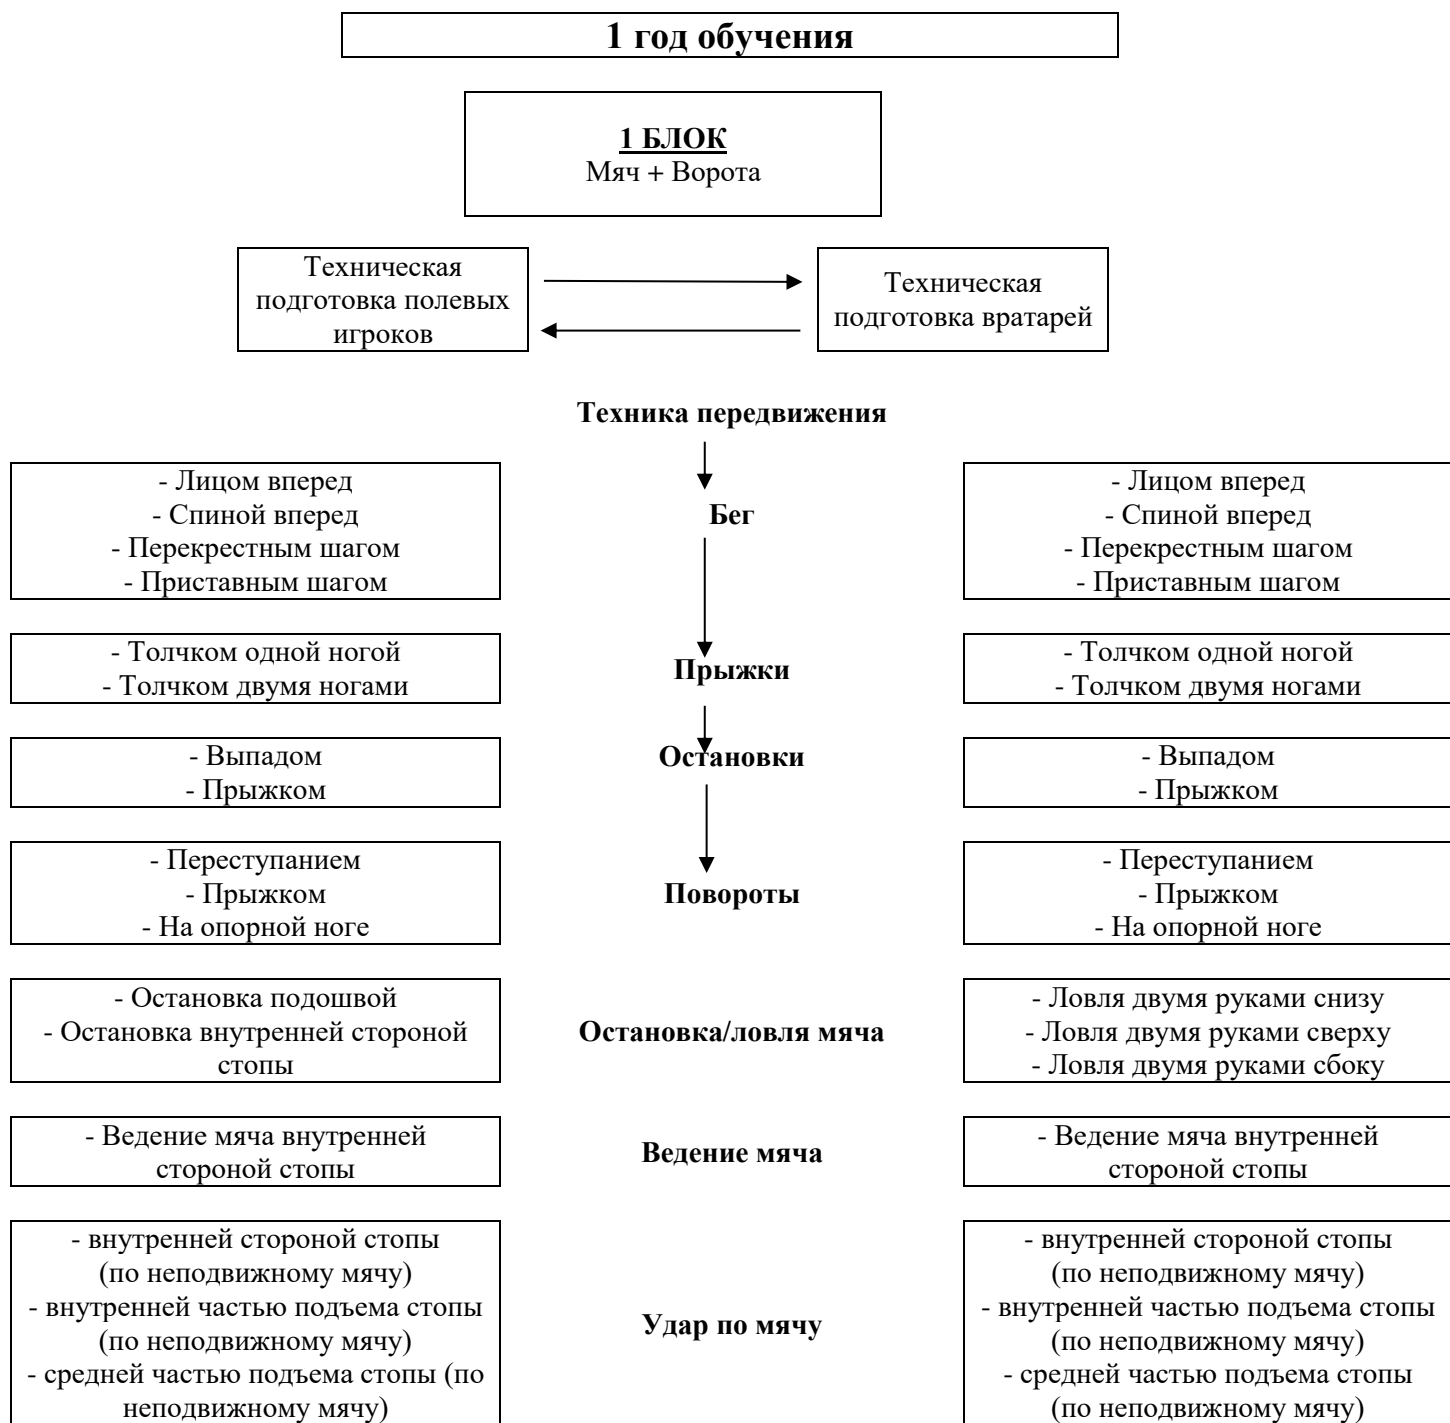 1 год обучения
1 БЛОК
Мяч + Ворота
Техническая
подготовка полевых
игроков
Техническая
подготовка вратарей
Техника передвижения
- Лицом вперед
- Спиной вперед
- Перекрестным шагом
- Приставным шагом
Бег
- Лицом вперед
- Спиной вперед
- Перекрестным шагом
- Приставным шагом
- Толчком одной ногой
- Толчком двумя ногами
Прыжки
- Толчком одной ногой
- Толчком двумя ногами
- Выпадом
- Прыжком
Остановки
- Выпадом
- Прыжком
- Переступанием
- Прыжком
- На опорной ноге
Повороты
- Переступанием
- Прыжком
- На опорной ноге
- Остановка подошвой
- Остановка внутренней стороной
стопы
Остановка/ловля мяча
- Ловля двумя руками снизу
- Ловля двумя руками сверху
- Ловля двумя руками сбоку
- Ведение мяча внутренней
стороной стопы
Ведение мяча
- Ведение мяча внутренней
стороной стопы
- внутренней стороной стопы
(по неподвижному мячу)
- внутренней частью подъема стопы
(по неподвижному мячу)
- средней частью подъема стопы (по
неподвижному мячу)
Удар по мячу
- внутренней стороной стопы
(по неподвижному мячу)
- внутренней частью подъема стопы
(по неподвижному мячу)
- средней частью подъема стопы
(по неподвижному мячу)